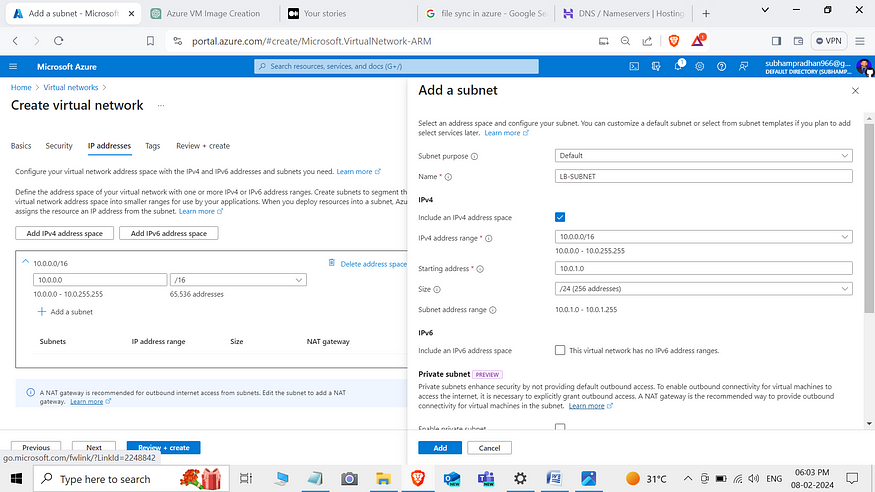 Add a subnet - Microsoft Az
Azure VM Image Creation
Your stories
file sync in azure - Google Se
DNS / Nameservers | Hosting
portal.azure.com/#create/Microsoft.VirtualNetwork-ARM
VPN
Microsoft Azure
Search resources, services, and docs (G+/)
1
subhampradhan966@g...
DEFAULT DIRECTORY (SUBHAMP...
Home > Virtual networks >
Create virtual network ...
Basics Security IP addresses Tags Review + create
Configure your virtual network address space with the IPv4 and IPv6 addresses and subnets you need. Learn more
Define the address space of your virtual network with one or more IPv4 or IPv6 address ranges. Create subnets to segment th
virtual network address space into smaller ranges for use by your applications. When you deploy resources into a subnet, Azu
assigns the resource an IP address from the subnet. Learn more
Add IPv4 address space Add IPv6 address space
10.0.0.0/16 Delete address space
10.0.0.0 /16
10.0.0.0 - 10.0.255.255 65,536 addresses
+ Add a subnet
Subnets IP address range Size NAT gateway
A NAT gateway is recommended for outbound internet access from subnets. Edit the subnet to add a NAT
gateway. Learn more
Previous Next Review + create
go.microsoft.com/fwlink/?LinkId=2248842
Add a subnet
Select an address space and configure your subnet. You can customize a default subnet or select from subnet templates if you plan to add
select services later. Learn more
Subnet purpose Default
Name * LB-SUBNET
IPv4
Include an IPv4 address space
IPv4 address range * 10.0.0.0/16
10.0.0.0 - 10.0.255.255
Starting address * 10.0.1.0
Size /24 (256 addresses)
Subnet address range 10.0.1.0 - 10.0.1.255
IPv6
Include an IPv6 address space This virtual network has no IPv6 address ranges.
Private subnet PREVIEW
Private subnets enhance security by not providing default outbound access. To enable outbound connectivity for virtual machines to
access the internet, it is necessary to explicitly grant outbound access. A NAT gateway is the recommended way to provide outbound
connectivity for virtual machines in the subnet. Learn more
Enable private subnet
Add Cancel
Type here to search
31°C
ENG
06:03 PM
08-02-2024